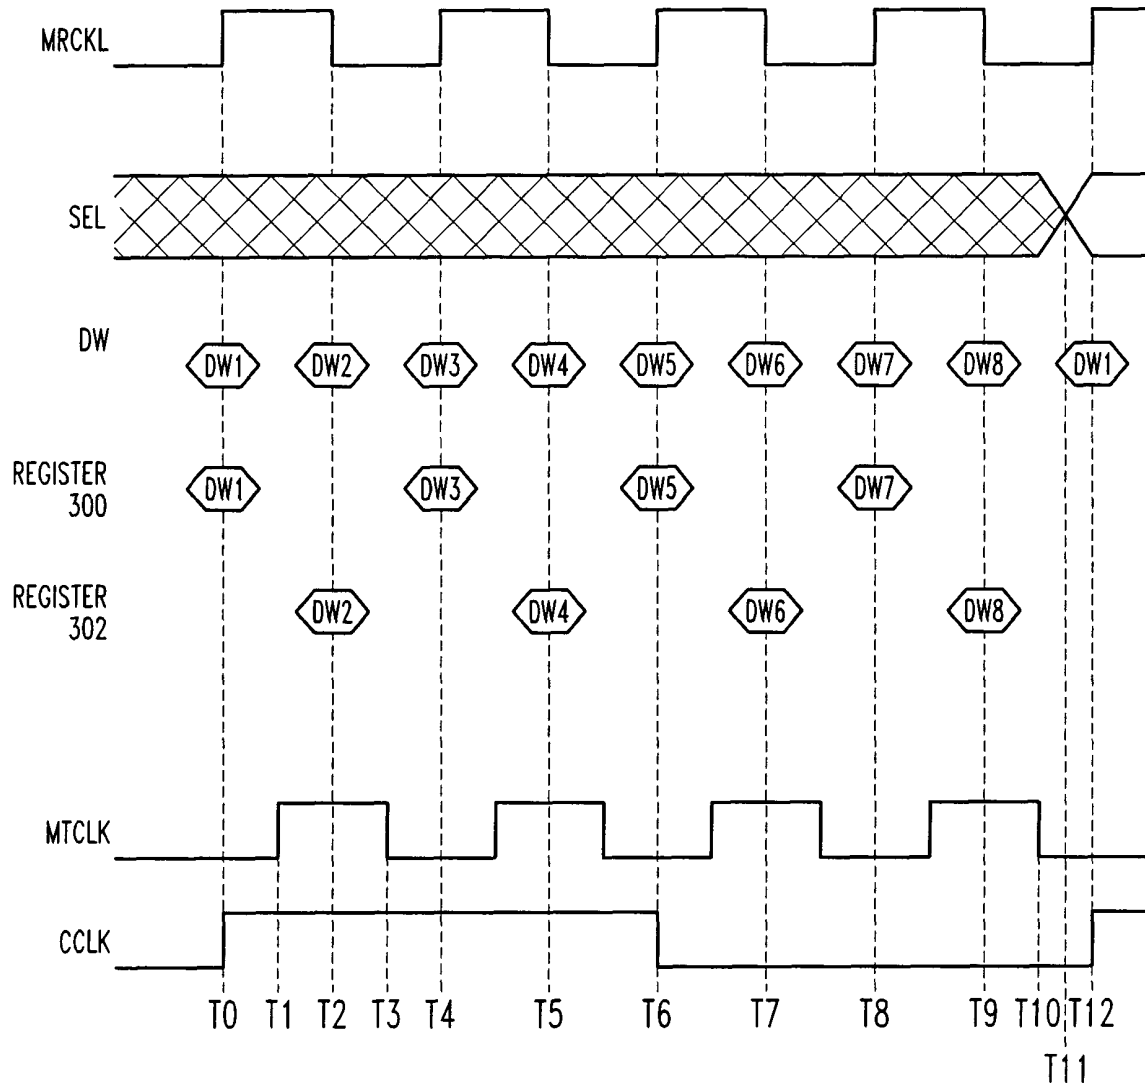 MRCKL
SEL
DW
DW1 DW2 DW3 DW4 DW5 DW6 DW7 DW8 DW1
REGISTER
300
DW1 DW3 DW5 DW7
REGISTER
302
DW2 DW4 DW6 DW8
MTCLK
CCLK
T0 T1 T2 T3 T4 T5 T6 T7 T8 T9 T10 T12
T11